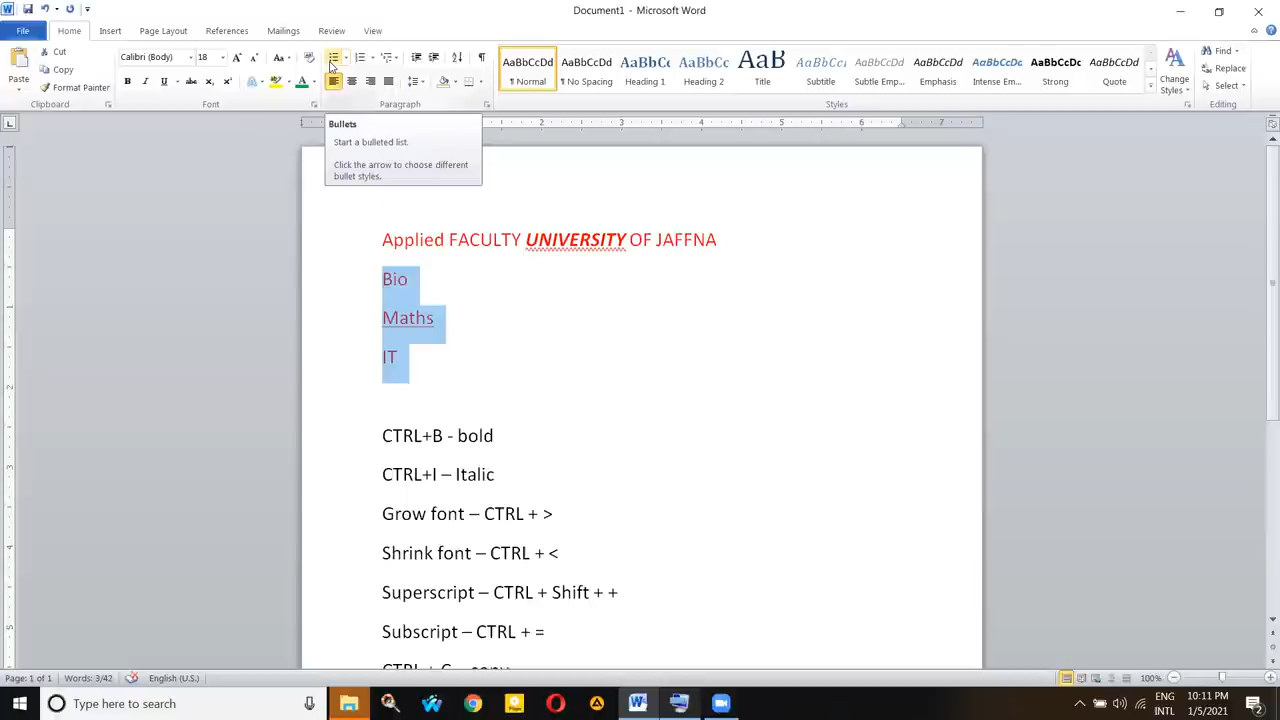 Document1 - Microsoft Word
File Home Insert Page Layout References Mailings Review View
Paste
Cut
Copy
Format Painter
Clipboard
Calibri (Body) 18
Font
Paragraph
AaBbCcDd AaBbCcDd AaBbCc AaBbCc AaB AaBbCcI AaBbCcDd AaBbCcDd AaBbCcDd AaBbCcDc AaBbCcDd
¶ Normal ¶ No Spacing Heading 1 Heading 2 Title Subtitle Subtle Emp... Emphasis Intense Em... Strong Quote
Styles
Change Styles
Find
Replace
Select
Editing
Bullets
Start a bulleted list.
Click the arrow to choose different
bullet styles.
Applied FACULTY UNIVERSITY OF JAFFNA
Bio
Maths
IT
CTRL+B - bold
CTRL+I – Italic
Grow font – CTRL + >
Shrink font – CTRL + <
Superscript – CTRL + Shift + +
Subscript – CTRL + =
CTRL + C – copy
Page: 1 of 1 Words: 3/42 English (U.S.) 100%
Type here to search
ENG
INTL
10:11 PM
1/5/2021